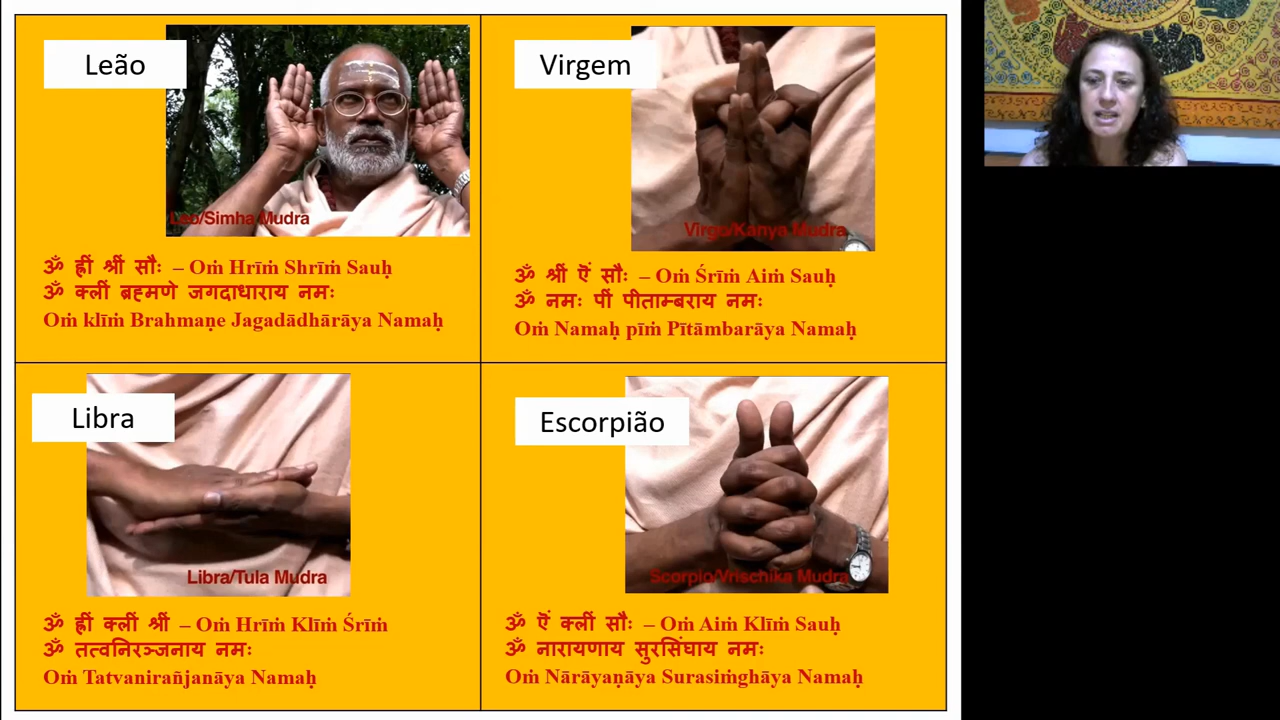 Leão
Leo/Simha Mudra
ॐ ह्रीं श्रीं सौः – Oṁ Hrīṁ Shrīṁ Sauḥ
ॐ क्लीं ब्रह्मणे जगदाधाराय नमः
Oṁ klīṁ Brahmaṇe Jagadādhārāya Namaḥ
Virgem
Virgo/Kanya Mudra
ॐ श्रीं ऐं सौः – Oṁ Śrīṁ Aiṁ Sauḥ
ॐ नमः पीं पीताम्बराय नमः
Oṁ Namaḥ pīṁ Pītāmbarāya Namaḥ
Libra
Libra/Tula Mudra
ॐ ह्रीं क्लीं श्रीं – Oṁ Hrīṁ Klīṁ Śrīṁ
ॐ तत्वनिरञ्जनाय नमः
Oṁ Tatvanirañjanāya Namaḥ
Escorpião
Scorpio/Vrischika Mudra
ॐ ऐं क्लीं सौः – Oṁ Aiṁ Klīṁ Sauḥ
ॐ नारायणाय सुरसिंघाय नमः
Oṁ Nārāyaṇāya Surasiṁghāya Namaḥ